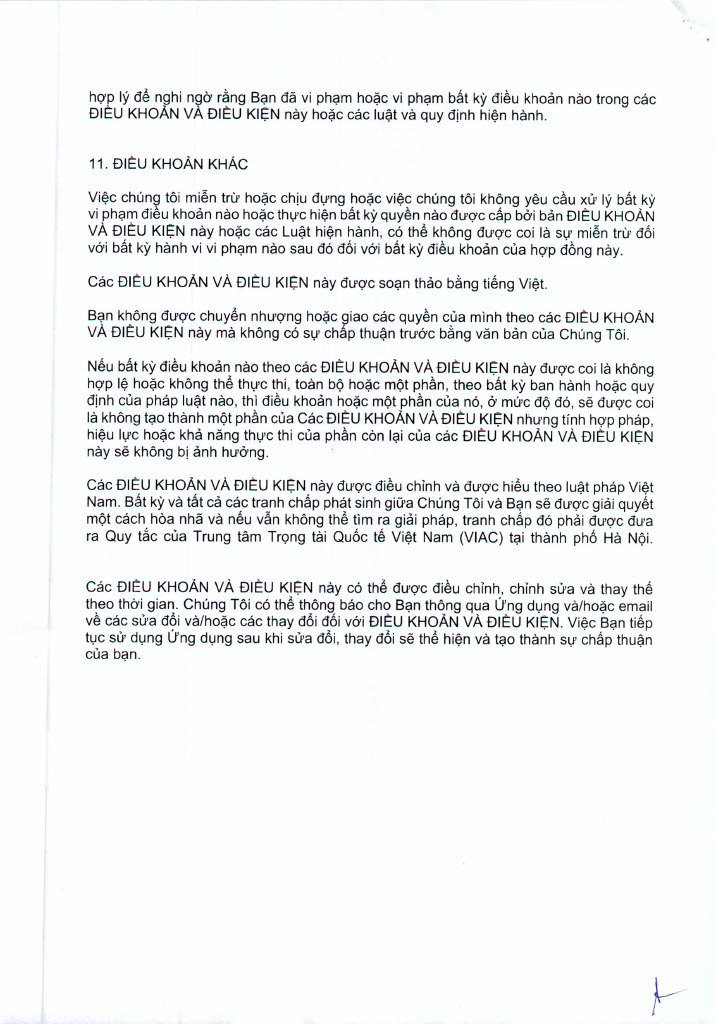 hợp lý để nghi ngờ rằng Bạn đã vi phạm hoặc vi phạm bất kỳ điều khoản nào trong các
ĐIỀU KHOẢN VÀ ĐIỀU KIỆN này hoặc các luật và quy định hiện hành.
11. ĐIỀU KHOẢN KHÁC
Việc chúng tôi miễn trừ hoặc chịu đựng hoặc việc chúng tôi không yêu cầu xử lý bất kỳ
vi phạm điều khoản nào hoặc thực hiện bất kỳ quyền nào được cấp bởi bản ĐIỀU KHOẢN
VÀ ĐIỀU KIỆN này hoặc các Luật hiện hành, có thể không được coi là sự miễn trừ đối
với bất kỳ hành vi vi phạm nào sau đó đối với bất kỳ điều khoản của hợp đồng này.
Các ĐIỀU KHOẢN VÀ ĐIỀU KIỆN này được soạn thảo bằng tiếng Việt.
Bạn không được chuyển nhượng hoặc giao các quyền của mình theo các ĐIỀU KHOẢN
VÀ ĐIỀU KIỆN này mà không có sự chấp thuận trước bằng văn bản của Chúng Tôi.
Nếu bất kỳ điều khoản nào theo các ĐIỀU KHOẢN VÀ ĐIỀU KIỆN này được coi là không
hợp lệ hoặc không thể thực thi, toàn bộ hoặc một phần, theo bất kỳ ban hành hoặc quy
định của pháp luật nào, thì điều khoản hoặc một phần của nó, ở mức độ đó, sẽ được coi
là không tạo thành một phần của Các ĐIỀU KHOẢN VÀ ĐIỀU KIỆN nhưng tính hợp pháp,
hiệu lực hoặc khả năng thực thi của phần còn lại của các ĐIỀU KHOẢN VÀ ĐIỀU KIỆN
này sẽ không bị ảnh hưởng.
Các ĐIỀU KHOẢN VÀ ĐIỀU KIỆN này được điều chỉnh và được hiểu theo luật pháp Việt
Nam. Bất kỳ và tất cả các tranh chấp phát sinh giữa Chúng Tôi và Bạn sẽ được giải quyết
một cách hòa nhã và nếu vẫn không thể tìm ra giải pháp, tranh chấp đó phải được đưa
ra Quy tắc của Trung tâm Trọng tài Quốc tế Việt Nam (VIAC) tại thành phố Hà Nội.
Các ĐIỀU KHOẢN VÀ ĐIỀU KIỆN này có thể được điều chỉnh, chỉnh sửa và thay thế
theo thời gian. Chúng Tôi có thể thông báo cho Bạn thông qua Ứng dụng và/hoặc email
về các sửa đổi và/hoặc các thay đổi đối với ĐIỀU KHOẢN VÀ ĐIỀU KIỆN. Việc Bạn tiếp
tục sử dụng Ứng dụng sau khi sửa đổi, thay đổi sẽ thể hiện và tạo thành sự chấp thuận
của bạn.